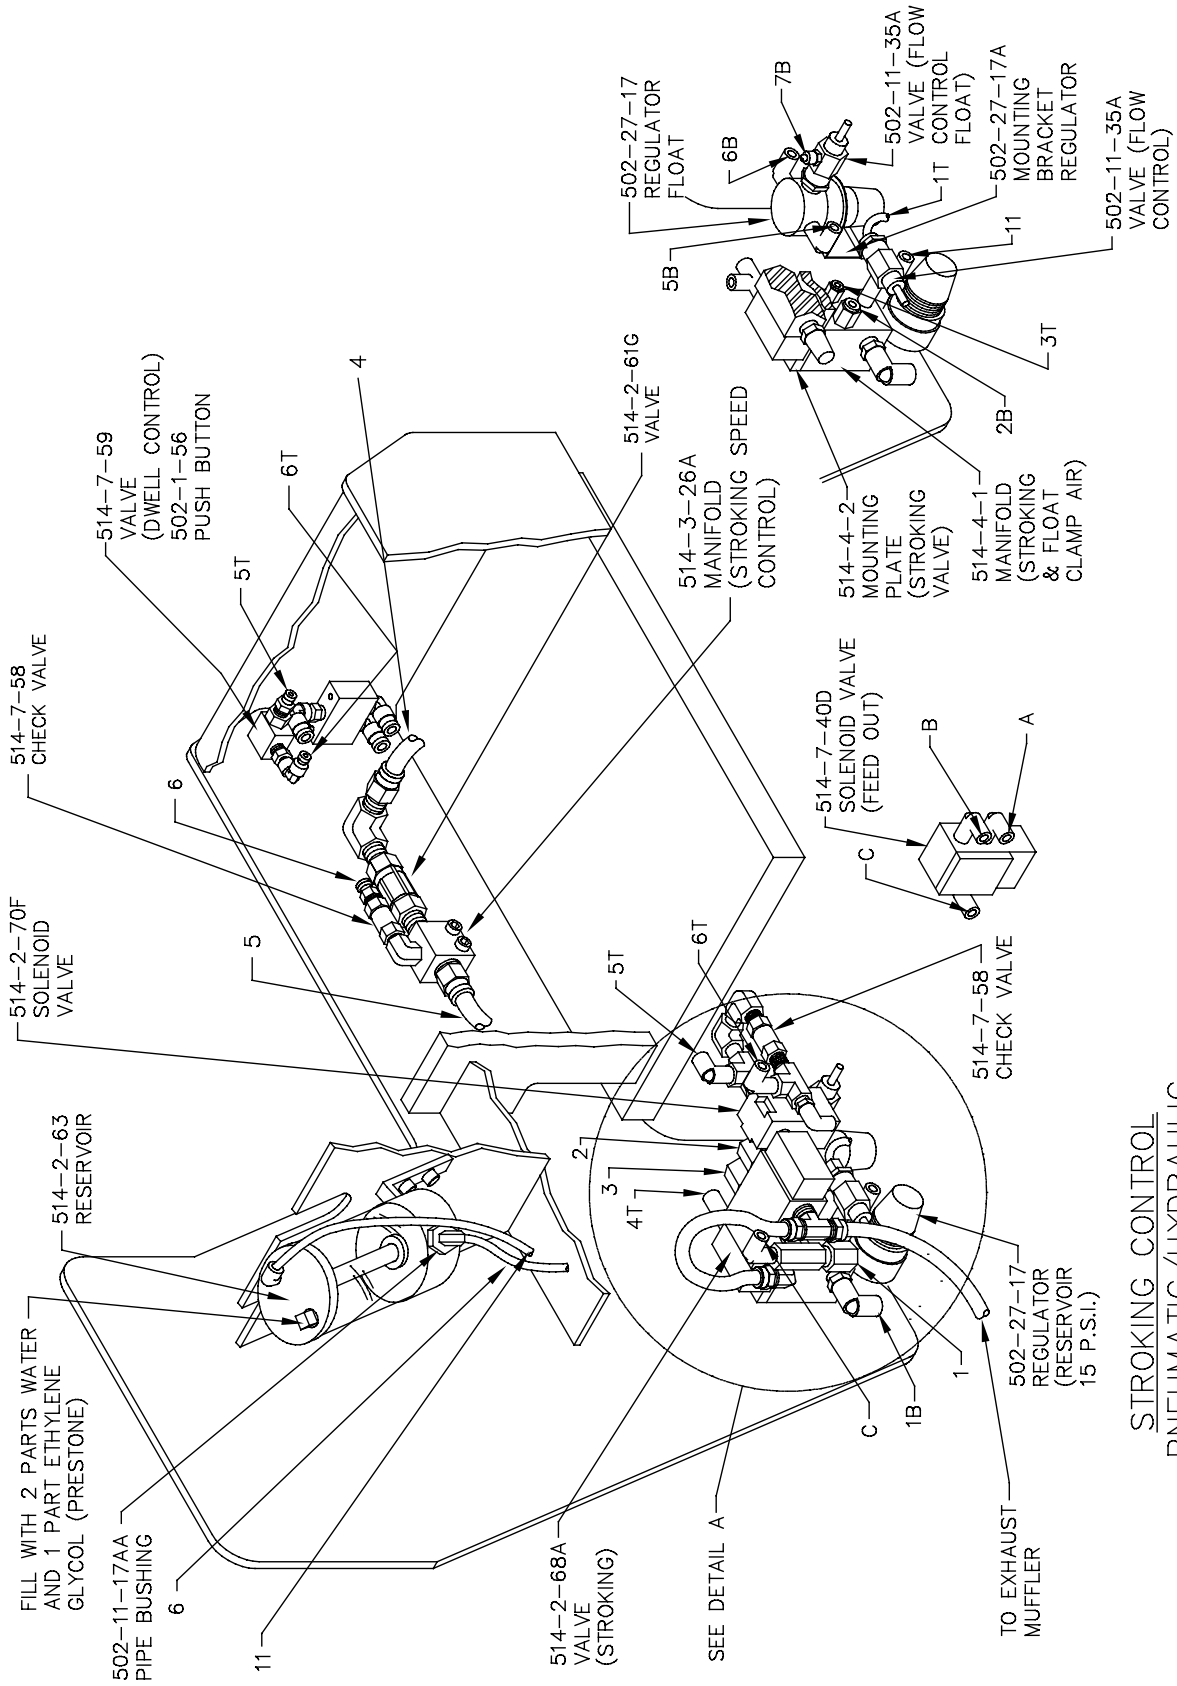 FILL WITH 2 PARTS WATER
AND 1 PART ETHYLENE
GLYCOL (PRESTONE)
514-2-63
RESERVOIR
514-2-70F
SOLENOID
VALVE
514-7-58
CHECK VALVE
514-7-59
VALVE
(DWELL CONTROL)
502-1-56
PUSH BUTTON
502-11-17AA
PIPE BUSHING
6
11
5
6
5T
6T
4
514-2-61G
VALVE
514-3-26A
MANIFOLD
(STROKING SPEED
CONTROL)
514-2-68A
VALVE
(STROKING)
SEE DETAIL A
TO EXHAUST
MUFFLER
C
1B
1
4T
3
2
5T
6T
502-27-17
REGULATOR
(RESERVOIR
15 P.S.I.)
514-7-58
CHECK VALVE
514-7-40D
SOLENOID VALVE
(FEED OUT)
C
B
A
514-4-2
MOUNTING
PLATE
(STROKING
VALVE)
514-4-1
MANIFOLD
(STROKING
& FLOAT
CLAMP AIR)
2B
3T
11
5B
502-27-17
REGULATOR
FLOAT
6B
7B
502-11-35A
VALVE (FLOW
CONTROL
FLOAT)
1T
502-27-17A
MOUNTING
BRACKET
REGULATOR
502-11-35A
VALVE (FLOW
CONTROL)
STROKING CONTROL
PNEUMATIC/HYDRAULIC